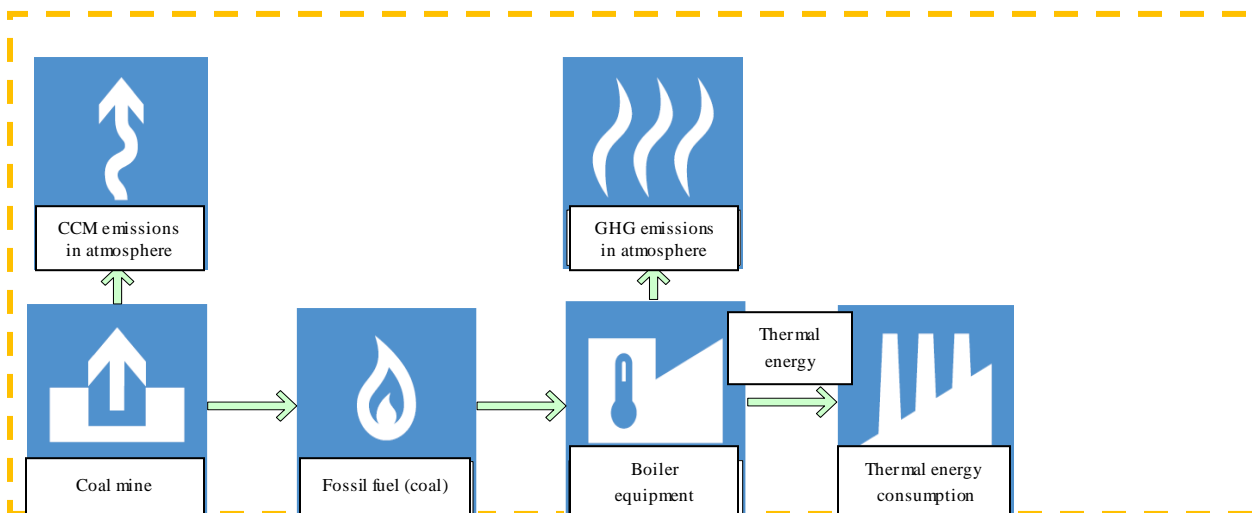 CCM emissions
in atmosphere
GHG emissions
in atmosphere
Thermal
energy
Coal mine
Fossil fuel (coal)
Boiler
equipment
Thermal energy
consumption